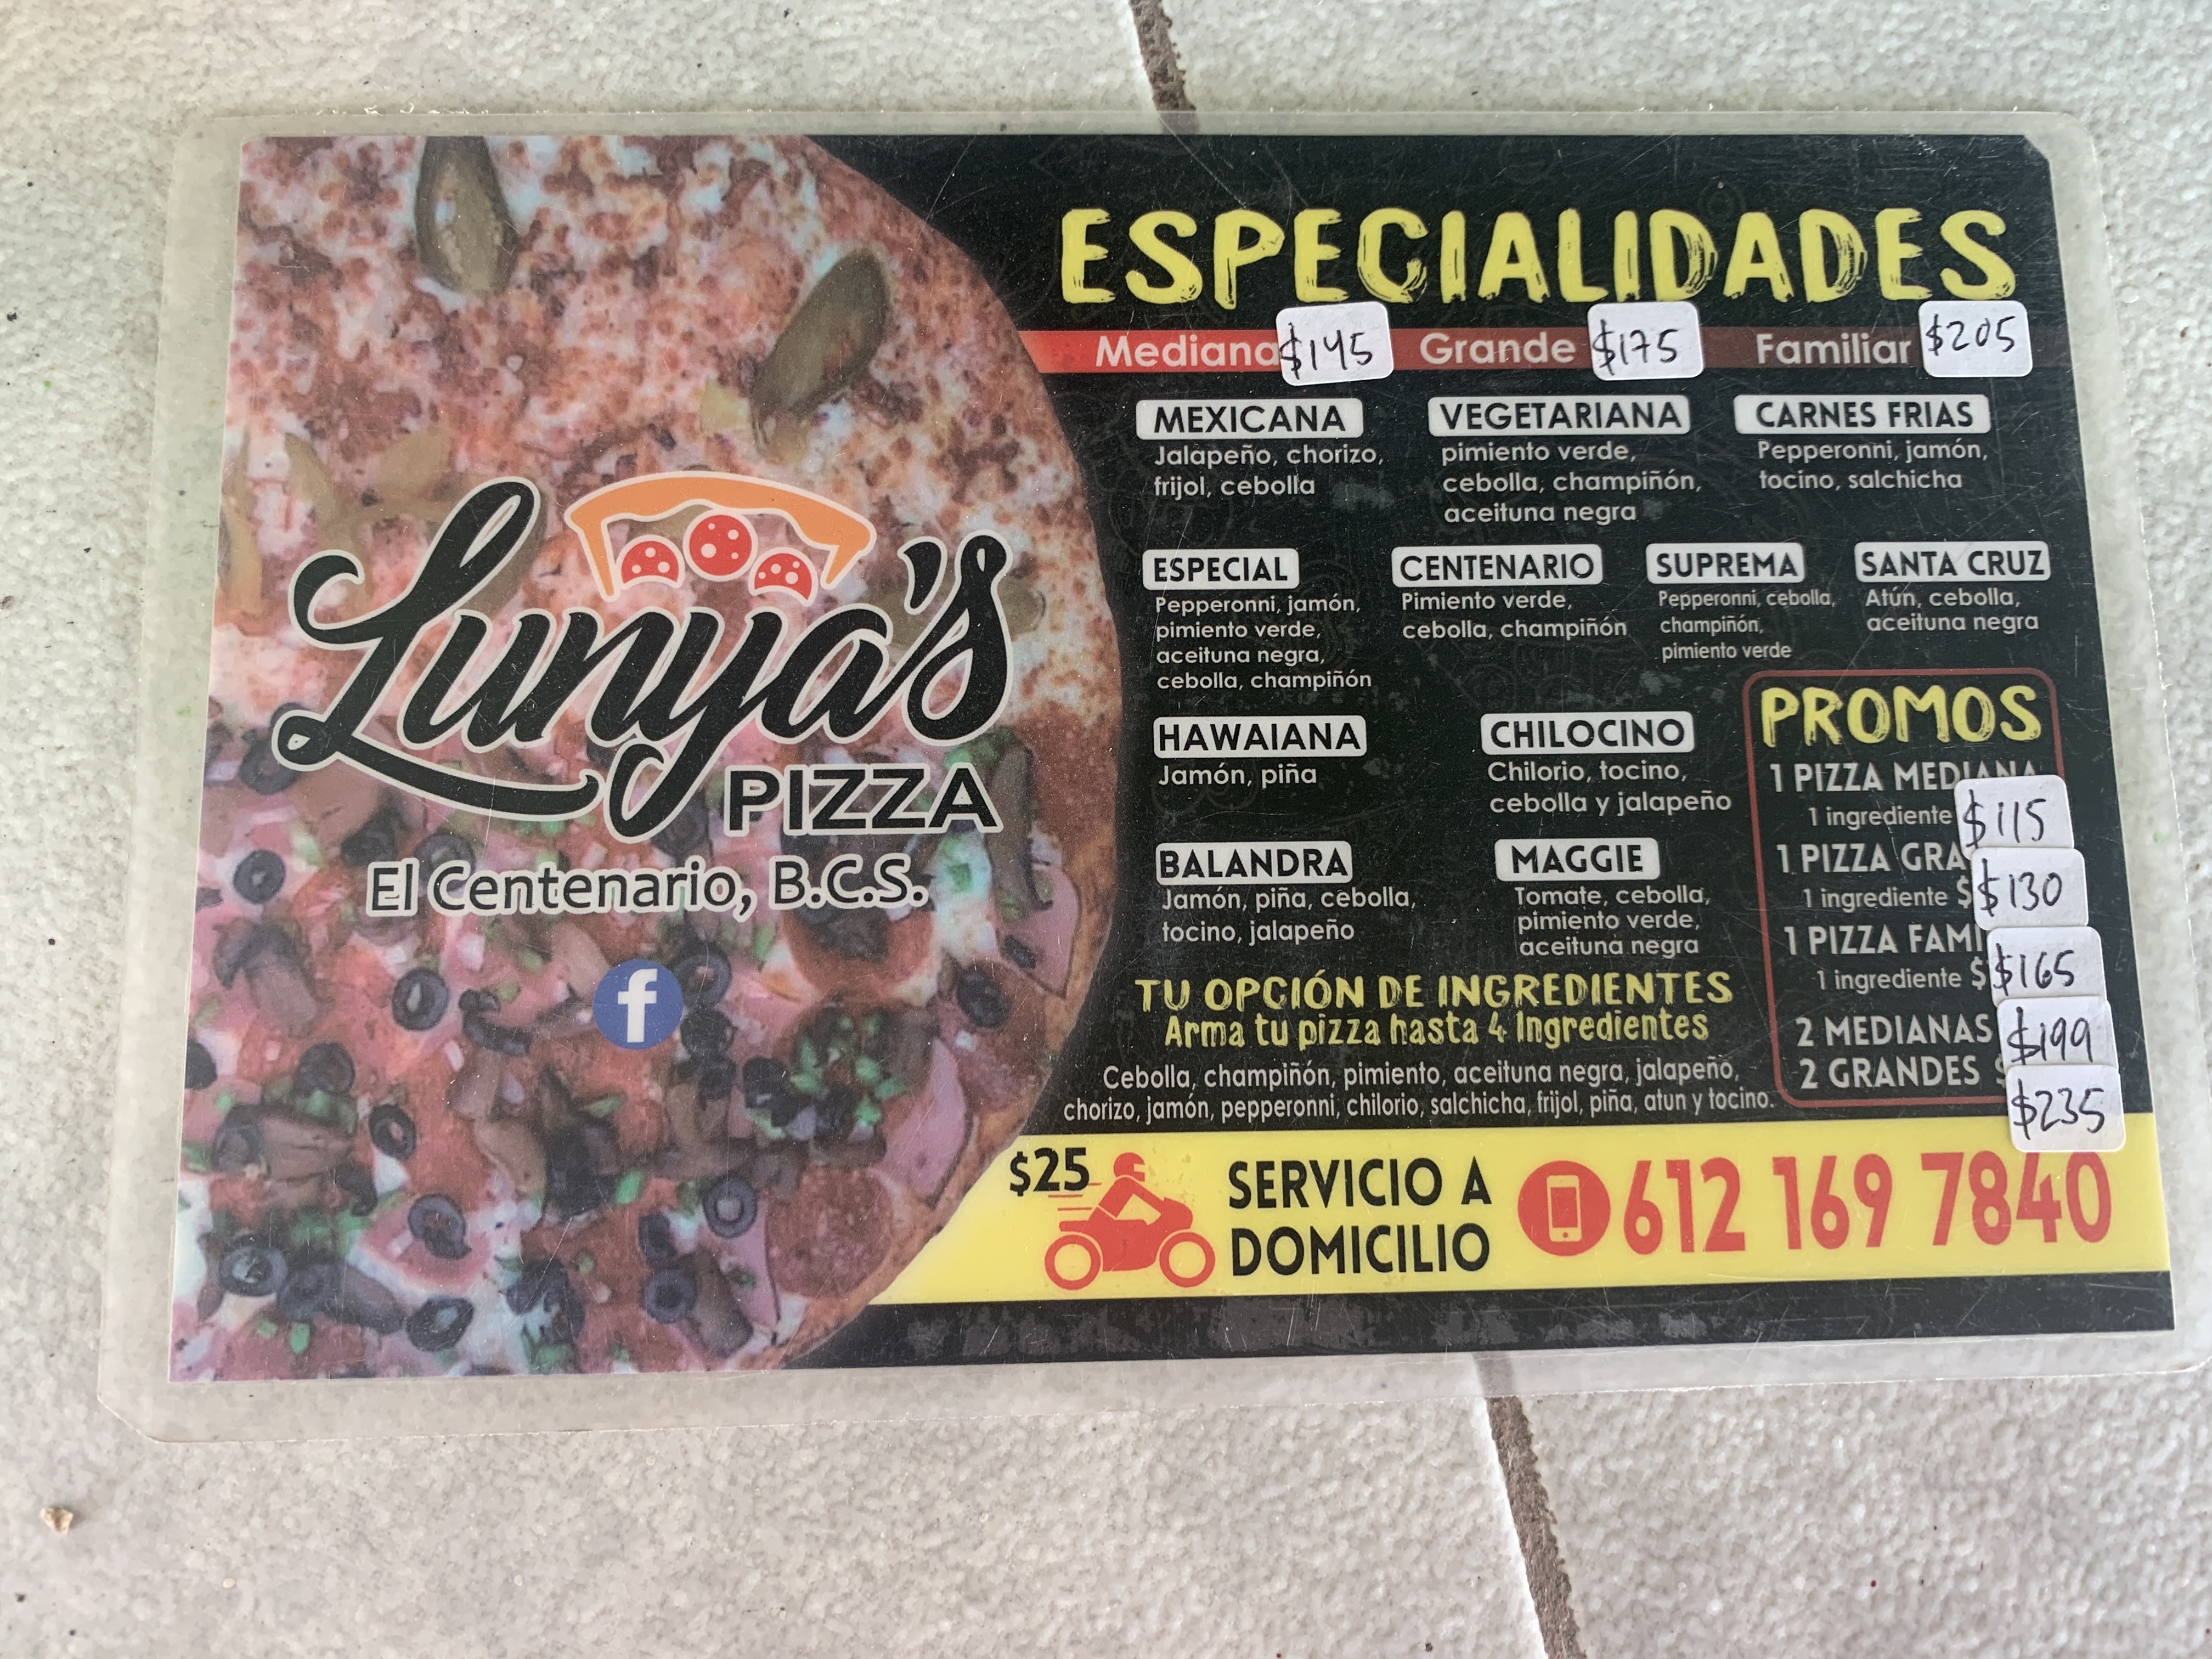 Lunya's
PIZZA
El Centenario, B.C.S.
f
ESPECIALIDADES
Mediana $145 Grande $175 Familiar $205
MEXICANA
Jalapeño, chorizo,
frijol, cebolla
VEGETARIANA
pimiento verde,
cebolla, champiñón,
aceituna negra
CARNES FRIAS
Pepperonni, jamón,
tocino, salchicha
ESPECIAL
Pepperonni, jamón,
pimiento verde,
aceituna negra,
cebolla, champiñón
CENTENARIO
Pimiento verde,
cebolla, champiñón
SUPREMA
Pepperonni, cebolla,
champiñón,
pimiento verde
SANTA CRUZ
Atún, cebolla,
aceituna negra
HAWAIANA
Jamón, piña
CHILOCINO
Chilorio, tocino,
cebolla y jalapeño
BALANDRA
Jamón, piña, cebolla,
tocino, jalapeño
MAGGIE
Tomate, cebolla,
pimiento verde,
aceituna negra
PROMOS
1 PIZZA MEDIANA
1 ingrediente $115
1 PIZZA GRA
1 ingrediente $ $130
1 PIZZA FAMI
1 ingrediente $ $165
2 MEDIANAS $199
2 GRANDES $ $235
TU OPCIÓN DE INGREDIENTES
Arma tu pizza hasta 4 Ingredientes
Cebolla, champiñón, pimiento, aceituna negra, jalapeño,
chorizo, jamón, pepperonni, chilorio, salchicha, frijol, piña, atun y tocino.
$25
SERVICIO A
DOMICILIO
612 169 7840